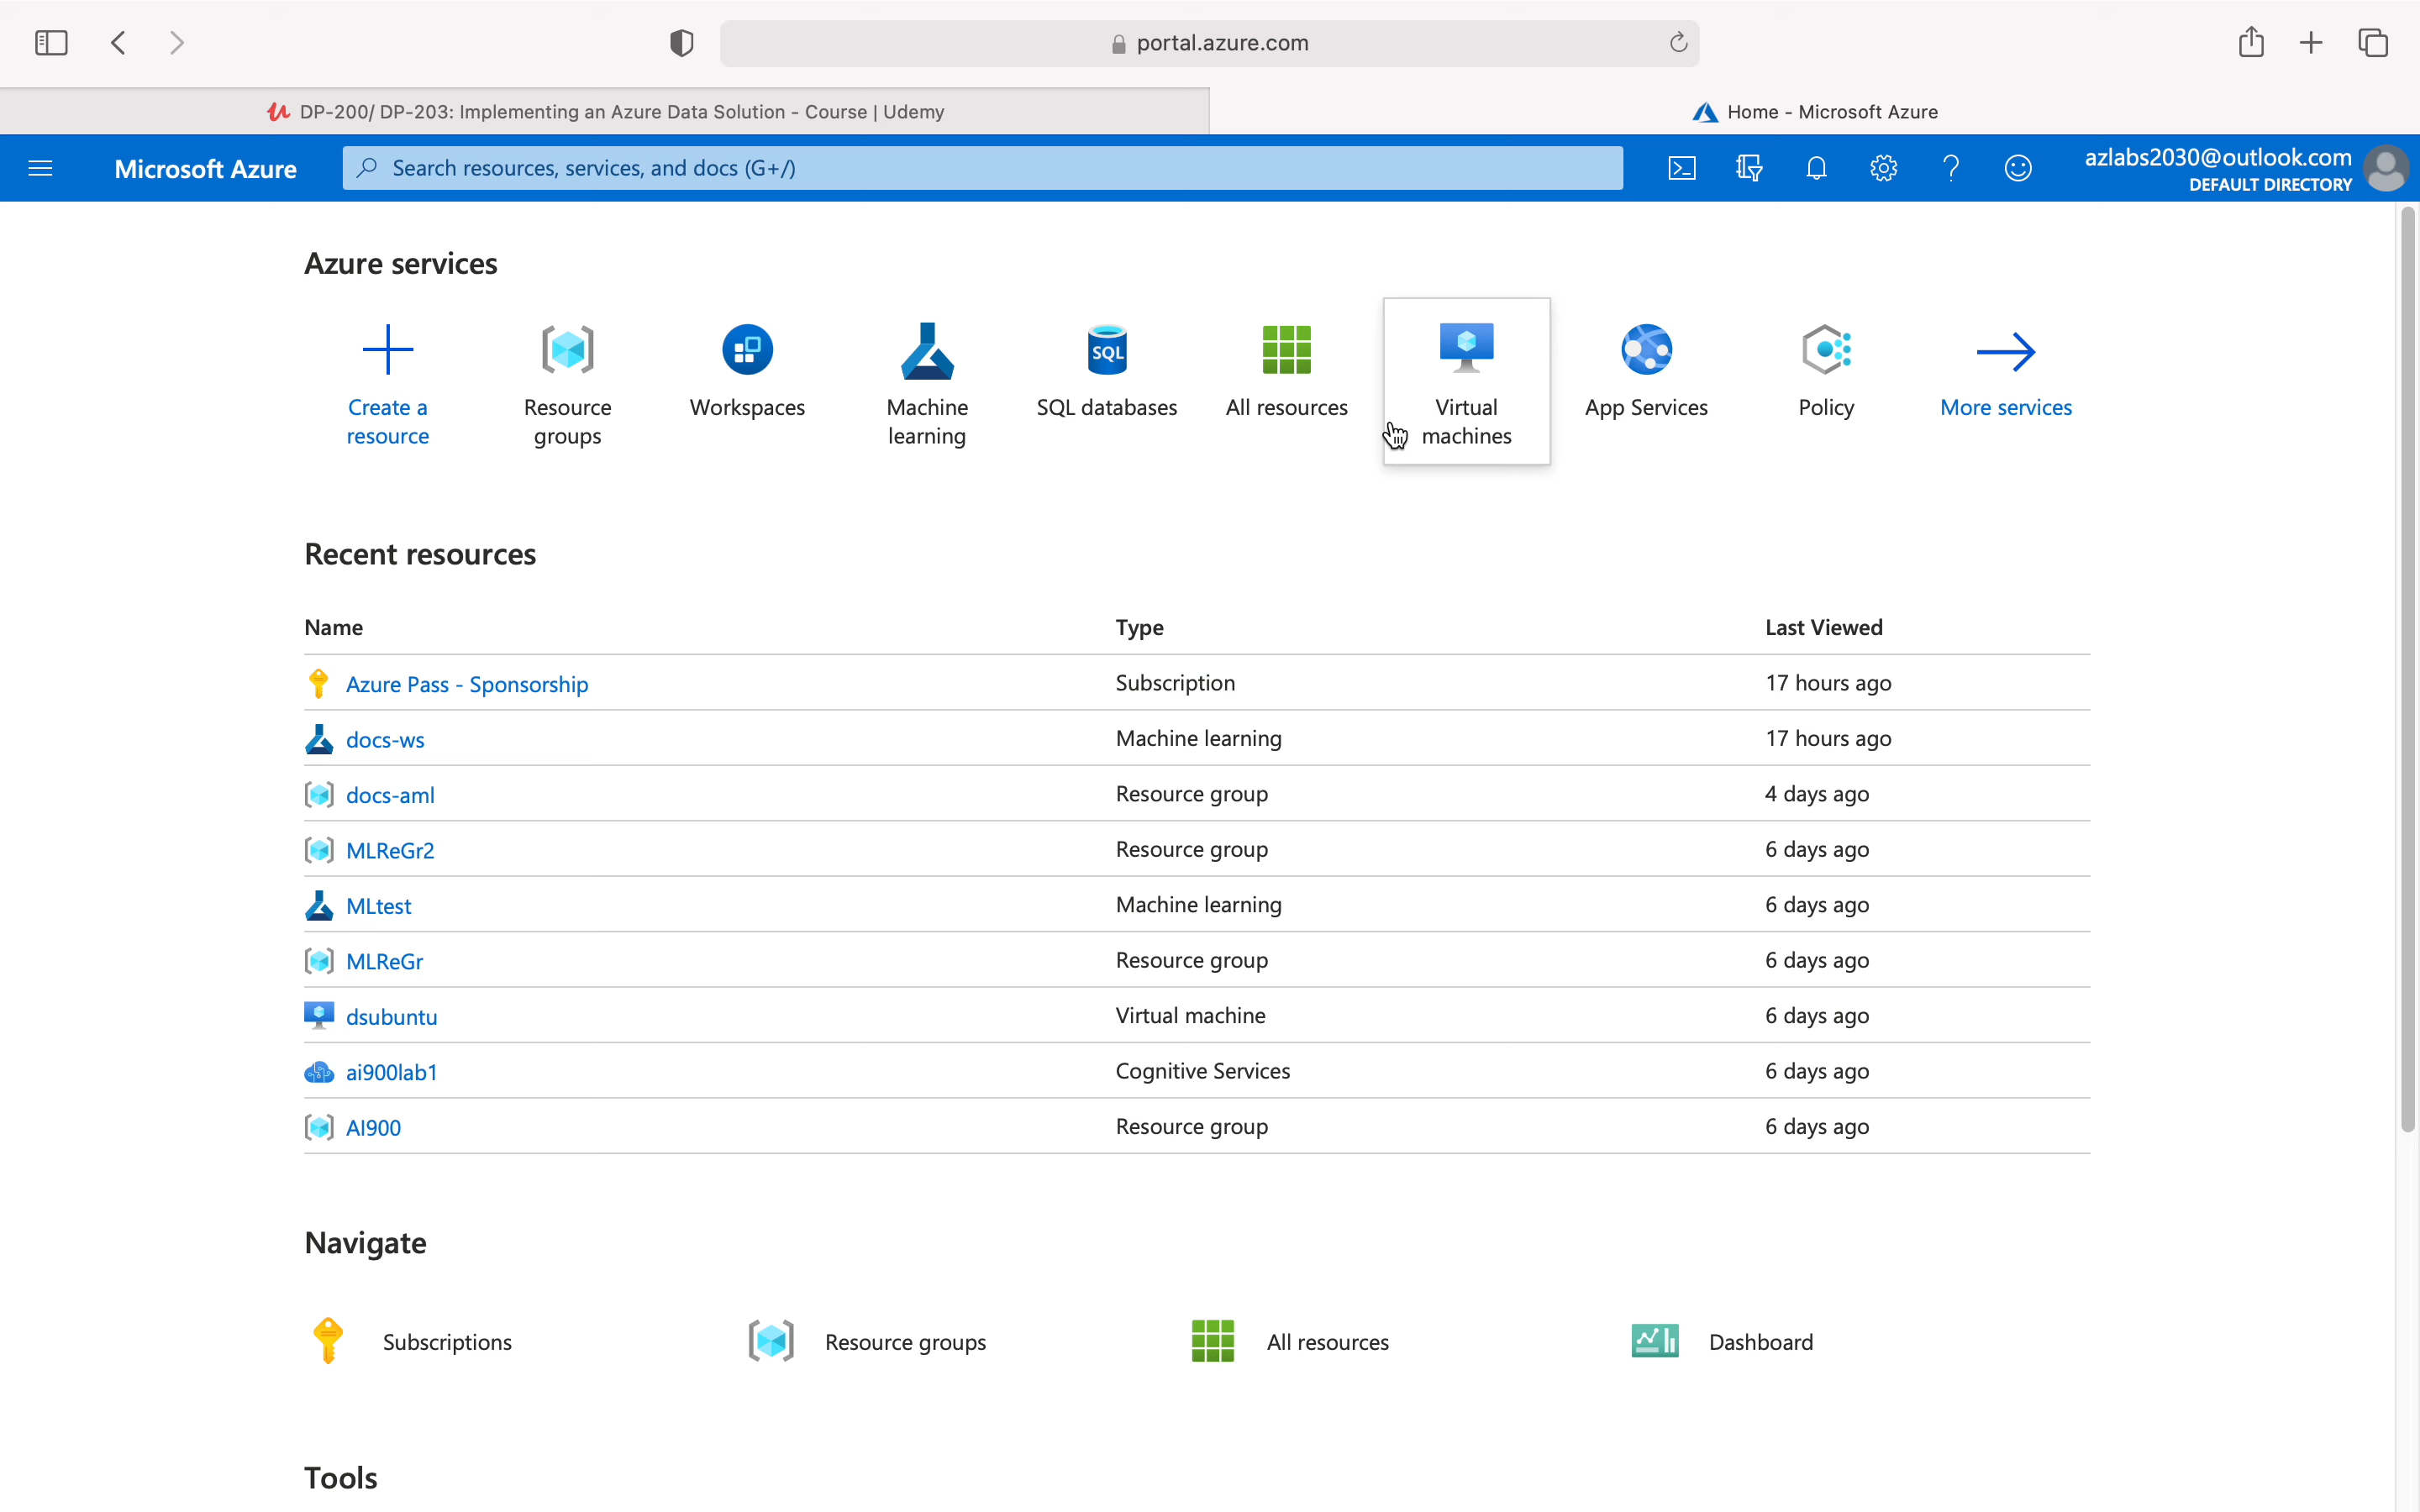 portal.azure.com
DP-200/ DP-203: Implementing an Azure Data Solution - Course | Udemy
Home - Microsoft Azure
Microsoft Azure
Search resources, services, and docs (G+/)
azlabs2030@outlook.com
DEFAULT DIRECTORY
Azure services
Create a
resource
Resource
groups
Workspaces
Machine
learning
SQL
SQL databases
All resources
Virtual
machines
App Services
Policy
More services
Recent resources
Name Type Last Viewed
Azure Pass - Sponsorship Subscription 17 hours ago
docs-ws Machine learning 17 hours ago
docs-aml Resource group 4 days ago
MLReGr2 Resource group 6 days ago
MLtest Machine learning 6 days ago
MLReGr Resource group 6 days ago
dsubuntu Virtual machine 6 days ago
ai900lab1 Cognitive Services 6 days ago
AI900 Resource group 6 days ago
Navigate
Subscriptions Resource groups All resources Dashboard
Tools